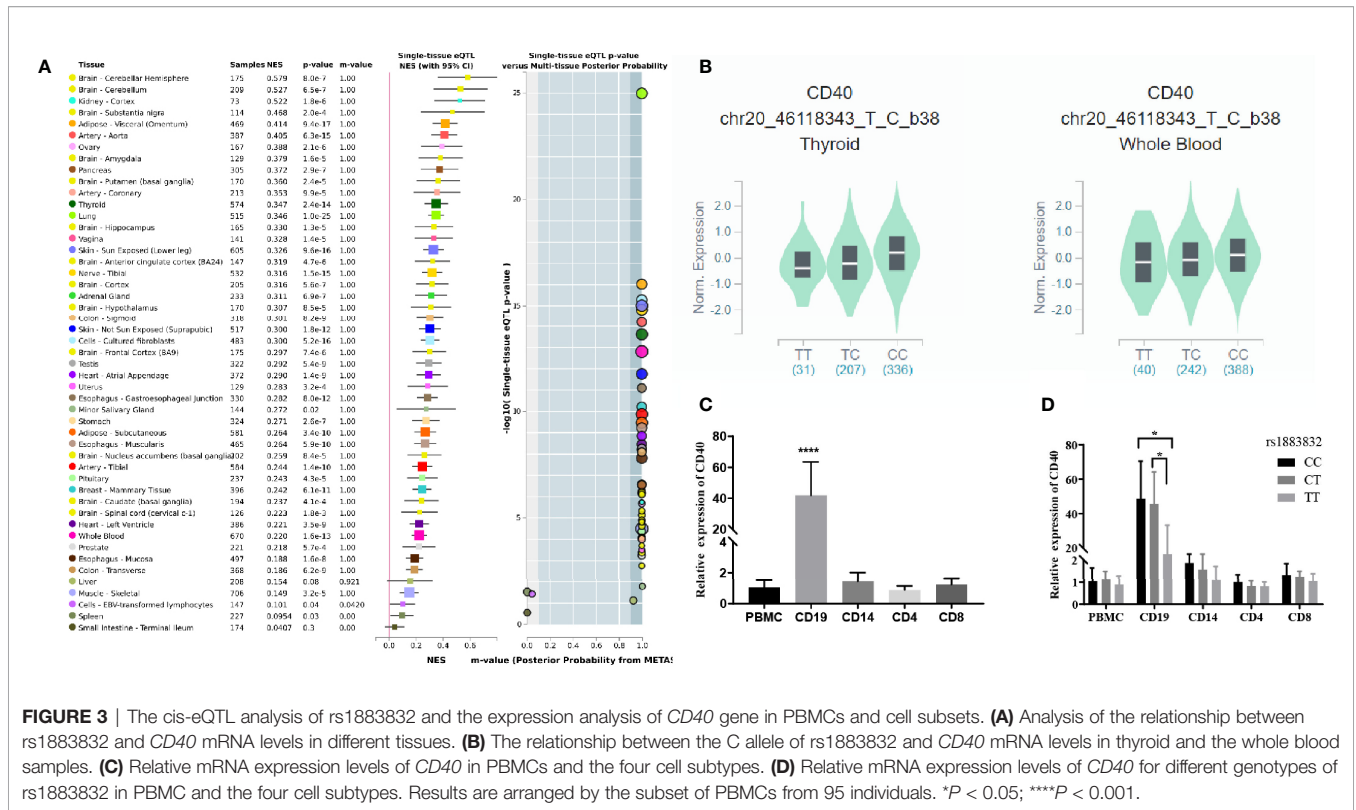 A
Tissue Samples NES p-value m-value
Single-tissue eQTL
NES (with 95% CI)
Single-tissue eQTL p-value
versus Multi-tissue Posterior Probability
Brain - Cerebellar Hemisphere 175 0.579 8.0e-7 1.00
Brain - Cerebellum 209 0.527 6.5e-7 1.00
Kidney - Cortex 73 0.522 1.8e-6 1.00
Brain - Substantia nigra 114 0.468 2.0e-4 1.00
Adipose - Visceral (Omentum) 469 0.414 9.4e-17 1.00
Artery - Aorta 387 0.405 6.3e-15 1.00
Ovary 167 0.388 2.1e-6 1.00
Brain - Amygdala 129 0.379 1.6e-5 1.00
Pancreas 305 0.372 2.9e-7 1.00
Brain - Putamen (basal ganglia) 170 0.360 2.4e-5 1.00
Artery - Coronary 213 0.353 9.9e-5 1.00
Thyroid 574 0.347 2.4e-14 1.00
Lung 515 0.346 1.0e-25 1.00
Brain - Hippocampus 165 0.330 1.3e-5 1.00
Vagina 141 0.328 1.4e-5 1.00
Skin - Sun Exposed (Lower leg) 605 0.326 9.6e-16 1.00
Brain - Anterior cingulate cortex (BA24) 147 0.319 4.7e-6 1.00
Nerve - Tibial 532 0.316 1.5e-15 1.00
Brain - Cortex 205 0.316 5.6e-7 1.00
Adrenal Gland 233 0.311 6.9e-7 1.00
Brain - Hypothalamus 170 0.307 8.5e-5 1.00
Colon - Sigmoid 318 0.301 8.2e-9 1.00
Skin - Not Sun Exposed (Suprapubic) 517 0.300 1.8e-12 1.00
Cells - Cultured fibroblasts 483 0.300 5.2e-16 1.00
Brain - Frontal Cortex (BA9) 175 0.297 7.4e-6 1.00
Testis 322 0.292 5.4e-9 1.00
Heart - Atrial Appendage 372 0.290 1.4e-9 1.00
Uterus 129 0.283 3.2e-4 1.00
Esophagus - Gastroesophageal Junction 330 0.282 8.0e-12 1.00
Minor Salivary Gland 144 0.272 0.02 1.00
Stomach 324 0.271 2.6e-7 1.00
Adipose - Subcutaneous 581 0.264 3.4e-10 1.00
Esophagus - Muscularis 465 0.264 5.9e-10 1.00
Brain - Nucleus accumbens (basal ganglia) 202 0.259 8.4e-5 1.00
Artery - Tibial 584 0.244 1.4e-10 1.00
Pituitary 237 0.243 4.3e-5 1.00
Breast - Mammary Tissue 396 0.242 6.1e-11 1.00
Brain - Caudate (basal ganglia) 194 0.237 4.1e-4 1.00
Brain - Spinal cord (cervical c-1) 126 0.223 1.8e-3 1.00
Heart - Left Ventricle 386 0.221 3.5e-9 1.00
Whole Blood 670 0.220 1.6e-13 1.00
Prostate 221 0.218 5.7e-4 1.00
Esophagus - Mucosa 497 0.188 1.6e-8 1.00
Colon - Transverse 368 0.186 6.2e-9 1.00
Liver 208 0.154 0.08 0.921
Muscle - Skeletal 706 0.149 3.2e-5 1.00
Cells - EBV-transformed lymphocytes 147 0.101 0.04 0.0420
Spleen 227 0.0954 0.03 0.00
Small Intestine - Terminal Ileum 174 0.0407 0.3 0.00
0.0 0.2 0.4 0.6
NES
-log10( Single-tissue eQTL p-value )
25
20
15
10
5
0
0.0 0.2 0.4 0.6 0.8 1.0
m-value (Posterior Probability from METAS
B
CD40
chr20_46118343_T_C_b38
Thyroid
Norm. Expression
2.0
1.0
0.0
-1.0
-2.0
TT TC CC
(31) (207) (336)
CD40
chr20_46118343_T_C_b38
Whole Blood
Norm. Expression
2.0
1.0
0.0
-1.0
-2.0
TT TC CC
(40) (242) (388)
C
Relative expression of CD40
80
60
40
20
4
2
0
****
PBMC CD19 CD14 CD4 CD8
D
Relative expression of CD40
80
60
40
20
2
1
0
*
*
rs1883832
CC
CT
TT
PBMC CD19 CD14 CD4 CD8
FIGURE 3 | The cis-eQTL analysis of rs1883832 and the expression analysis of CD40 gene in PBMCs and cell subsets. (A) Analysis of the relationship between
rs1883832 and CD40 mRNA levels in different tissues. (B) The relationship between the C allele of rs1883832 and CD40 mRNA levels in thyroid and the whole blood
samples. (C) Relative mRNA expression levels of CD40 in PBMCs and the four cell subtypes. (D) Relative mRNA expression levels of CD40 for different genotypes of
rs1883832 in PBMC and the four cell subtypes. Results are arranged by the subset of PBMCs from 95 individuals. *P < 0.05; ****P < 0.001.